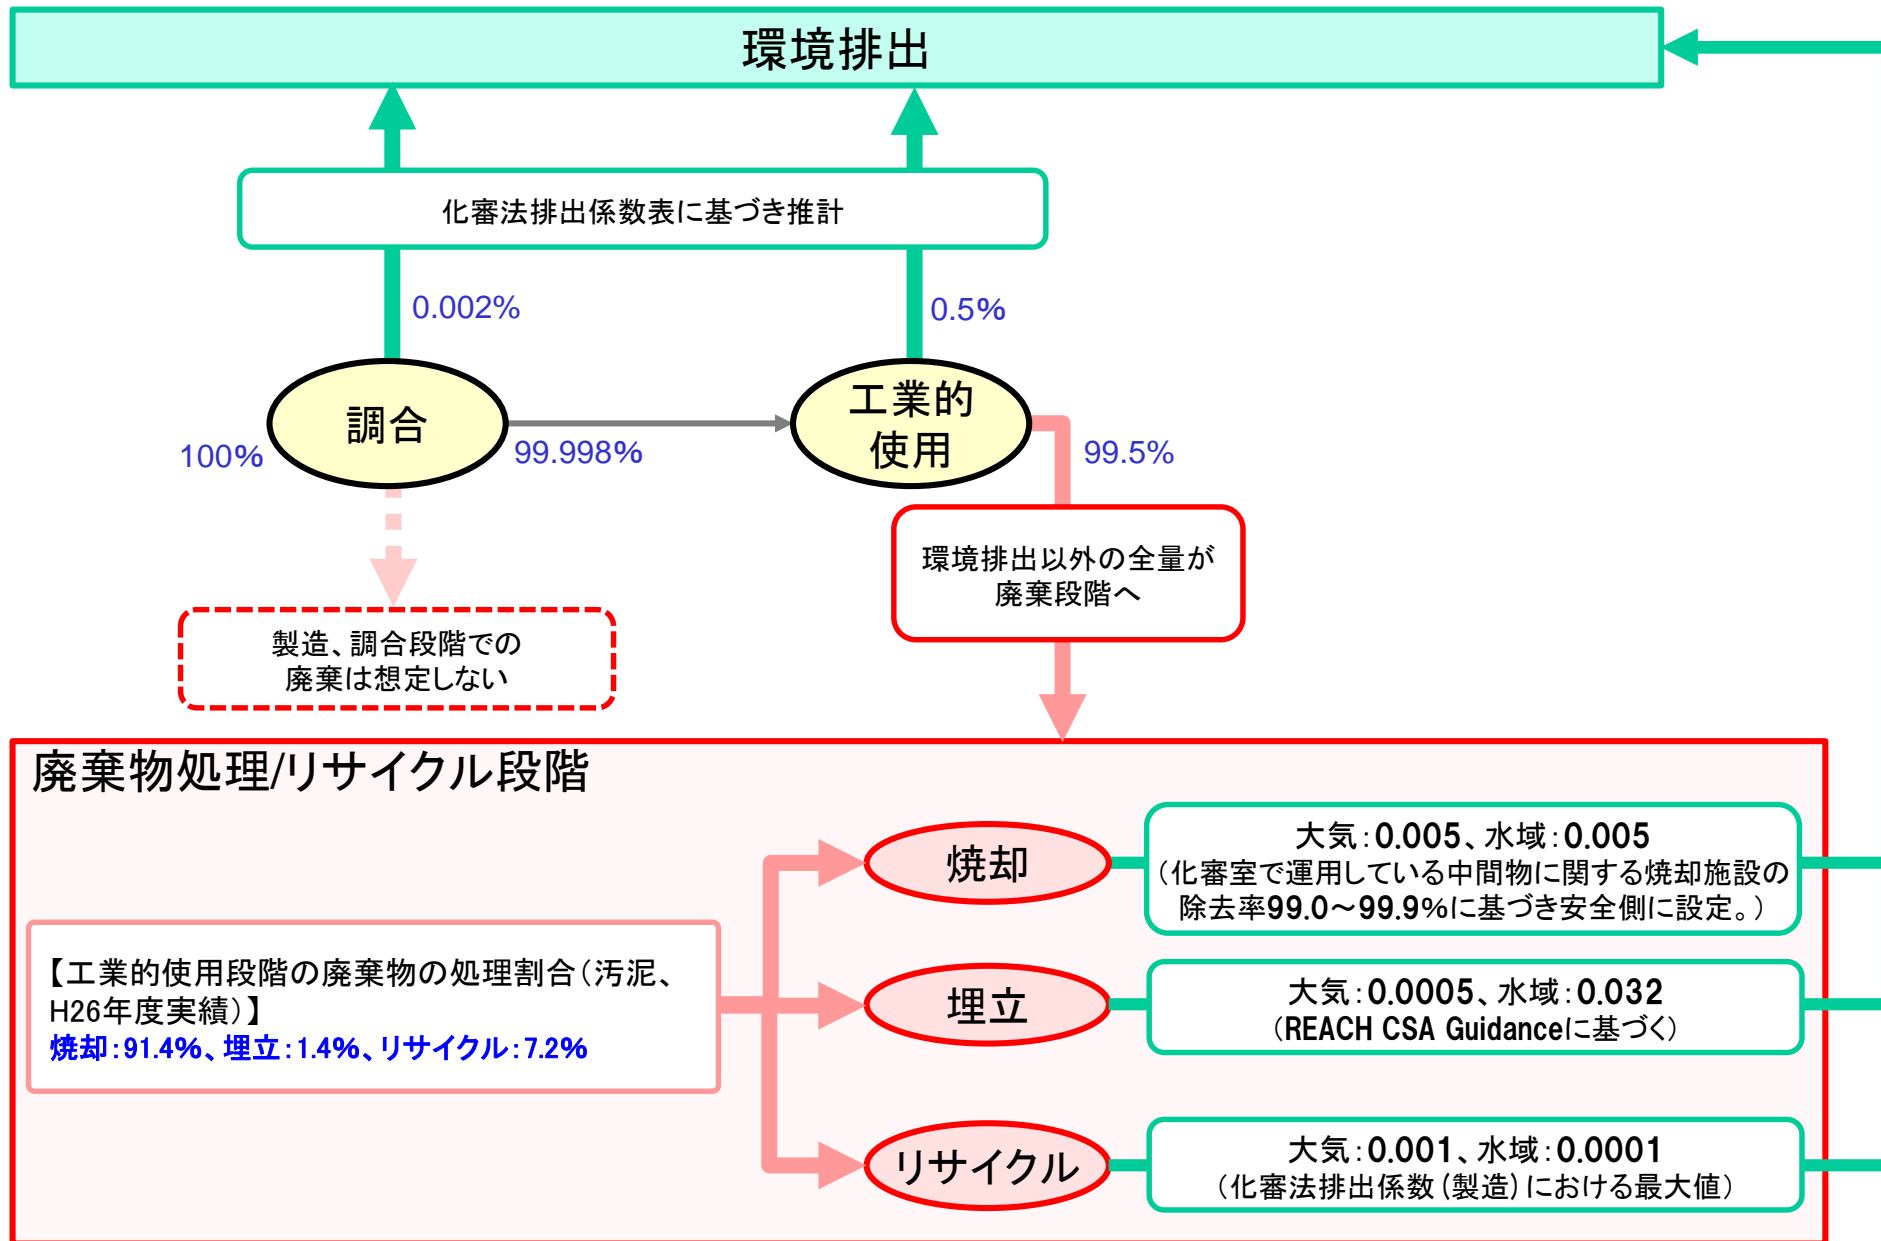 環境排出
化審法排出係数表に基づき推計
0.002%
0.5%
調合
工業的
使用
100%
99.998%
99.5%
環境排出以外の全量が
廃棄段階へ
製造、調合段階での
廃棄は想定しない
廃棄物処理/リサイクル段階
焼却
大気：0.005、水域：0.005
（化審室で運用している中間物に関する焼却施設の
除去率99.0～99.9%に基づき安全側に設定。）
【工業的使用段階の廃棄物の処理割合（汚泥、
H26年度実績）】
焼却：91.4%、埋立：1.4%、リサイクル：7.2%
埋立
大気：0.0005、水域：0.032
（REACH CSA Guidanceに基づく）
リサイクル
大気：0.001、水域：0.0001
（化審法排出係数（製造）における最大値）